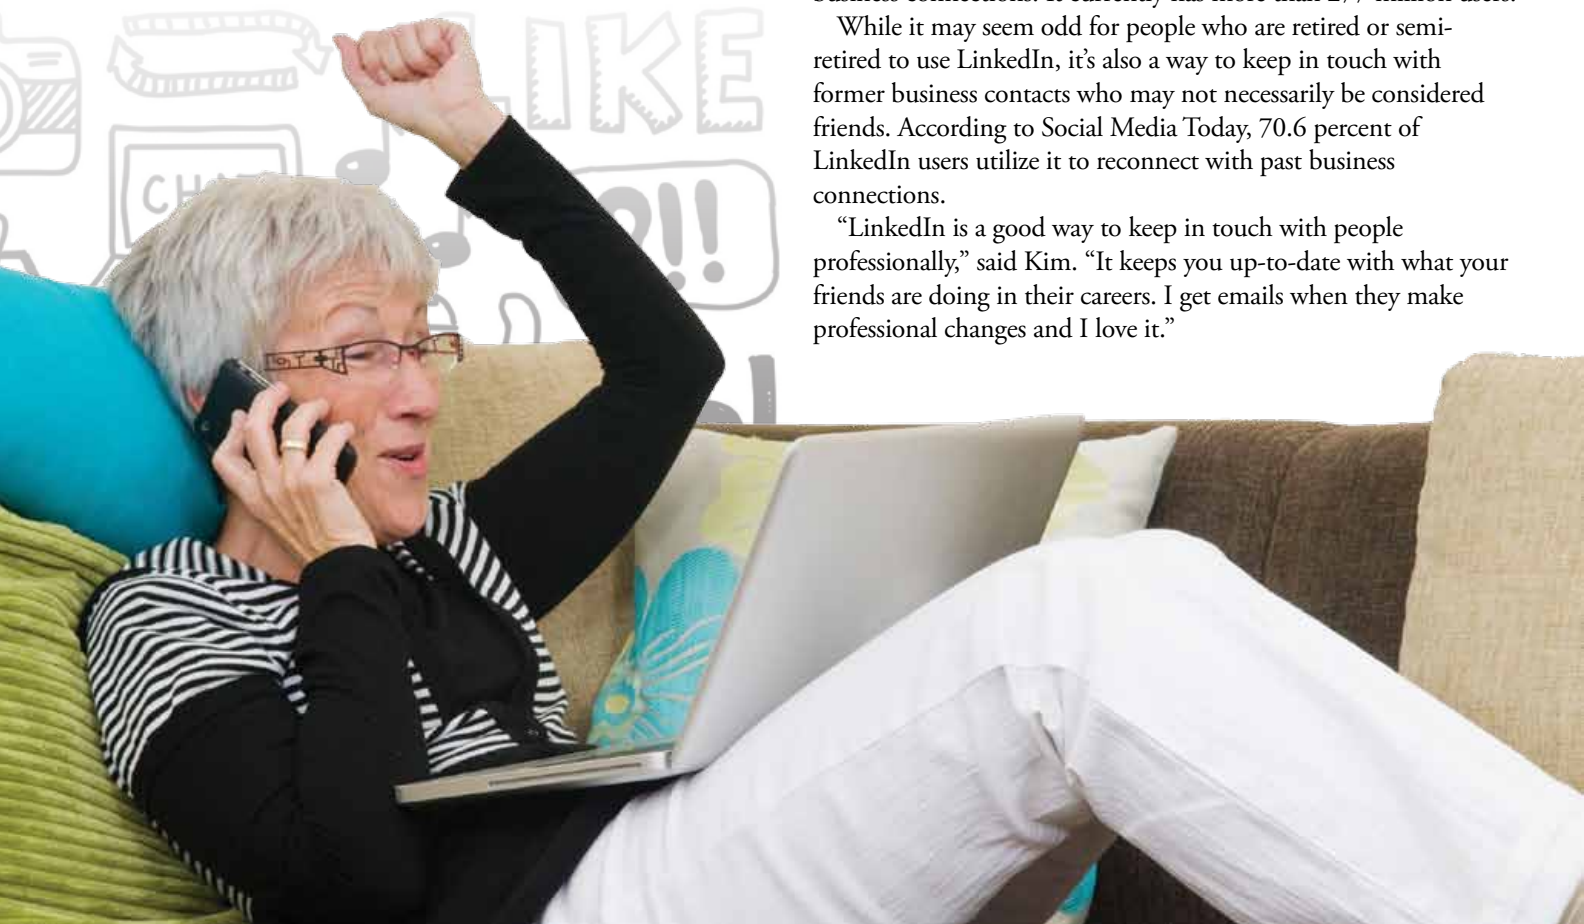 LIKE
CH
!!
While it may seem odd for people who are retired or semi-
retired to use LinkedIn, it’s also a way to keep in touch with
former business contacts who may not necessarily be considered
friends. According to Social Media Today, 70.6 percent of
LinkedIn users utilize it to reconnect with past business
connections.
“LinkedIn is a good way to keep in touch with people
professionally,” said Kim. “It keeps you up-to-date with what your
friends are doing in their careers. I get emails when they make
professional changes and I love it.”